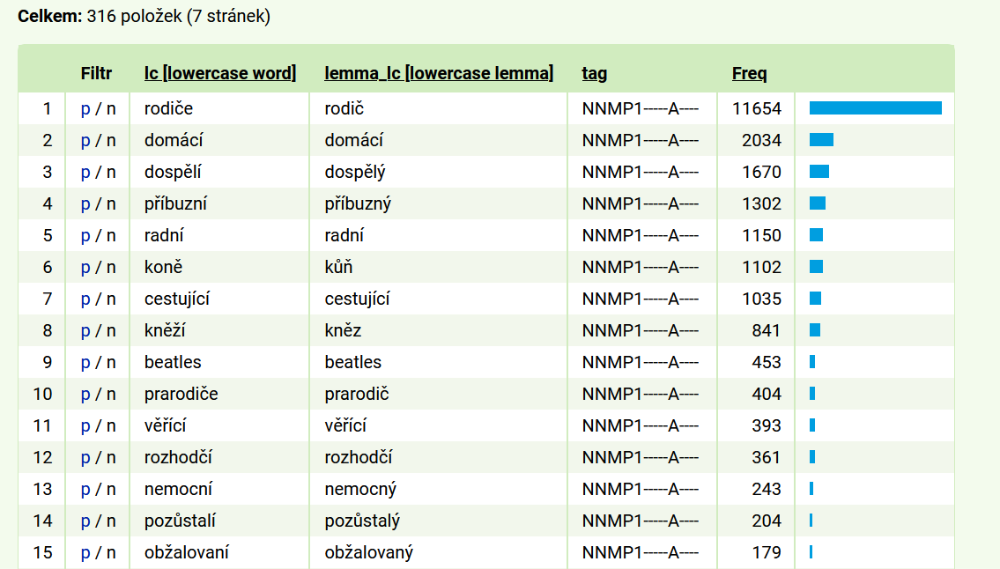 Celkem: 316 položek (7 stránek)
Filtr lc [lowercase word] lemma_lc [lowercase lemma] tag Freq
1 p / n rodiče rodič NNMP1-----A---- 11654
2 p / n domácí domácí NNMP1-----A---- 2034
3 p / n dospělí dospělý NNMP1-----A---- 1670
4 p / n příbuzní příbuzný NNMP1-----A---- 1302
5 p / n radní radní NNMP1-----A---- 1150
6 p / n koně kůň NNMP1-----A---- 1102
7 p / n cestující cestující NNMP1-----A---- 1035
8 p / n kněží kněz NNMP1-----A---- 841
9 p / n beatles beatles NNMP1-----A---- 453
10 p / n prarodiče prarodič NNMP1-----A---- 404
11 p / n věřící věřící NNMP1-----A---- 393
12 p / n rozhodčí rozhodčí NNMP1-----A---- 361
13 p / n nemocní nemocný NNMP1-----A---- 243
14 p / n pozůstalí pozůstalý NNMP1-----A---- 204
15 p / n obžalovaní obžalovaný NNMP1-----A---- 179